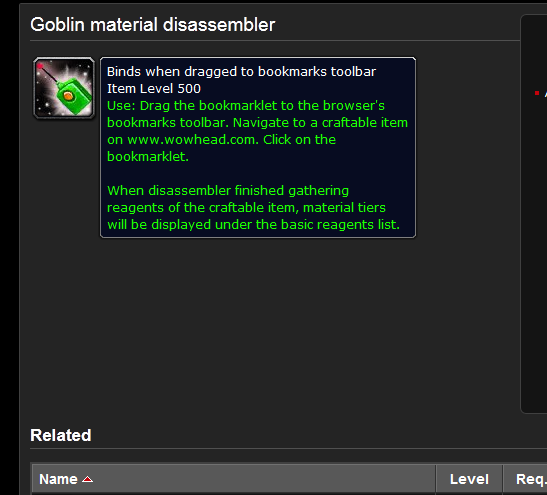 Goblin material disassembler
Binds when dragged to bookmarks toolbar
Item Level 500
Use: Drag the bookmarklet to the browser's
bookmarks toolbar. Navigate to a craftable item
on www.wowhead.com. Click on the
bookmarklet.
When disassembler finished gathering
reagents of the craftable item, material tiers
will be displayed under the basic reagents list.
Related
Name Level Req.